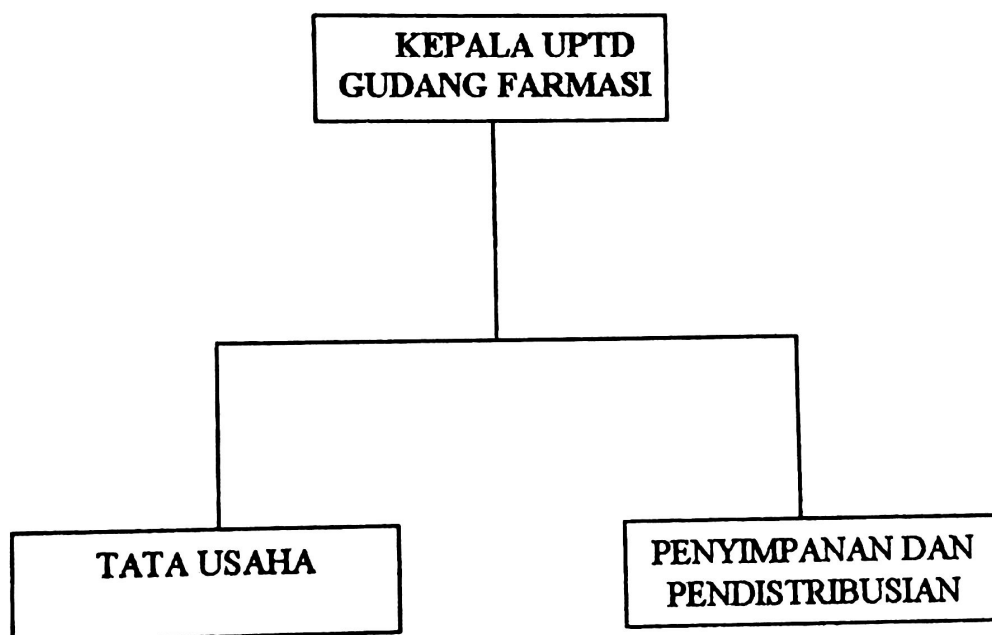 KEPALA UPTD
GUDANG FARMASI
TATA USAHA
PENYIMPANAN DAN
PENDISTRIBUSIAN